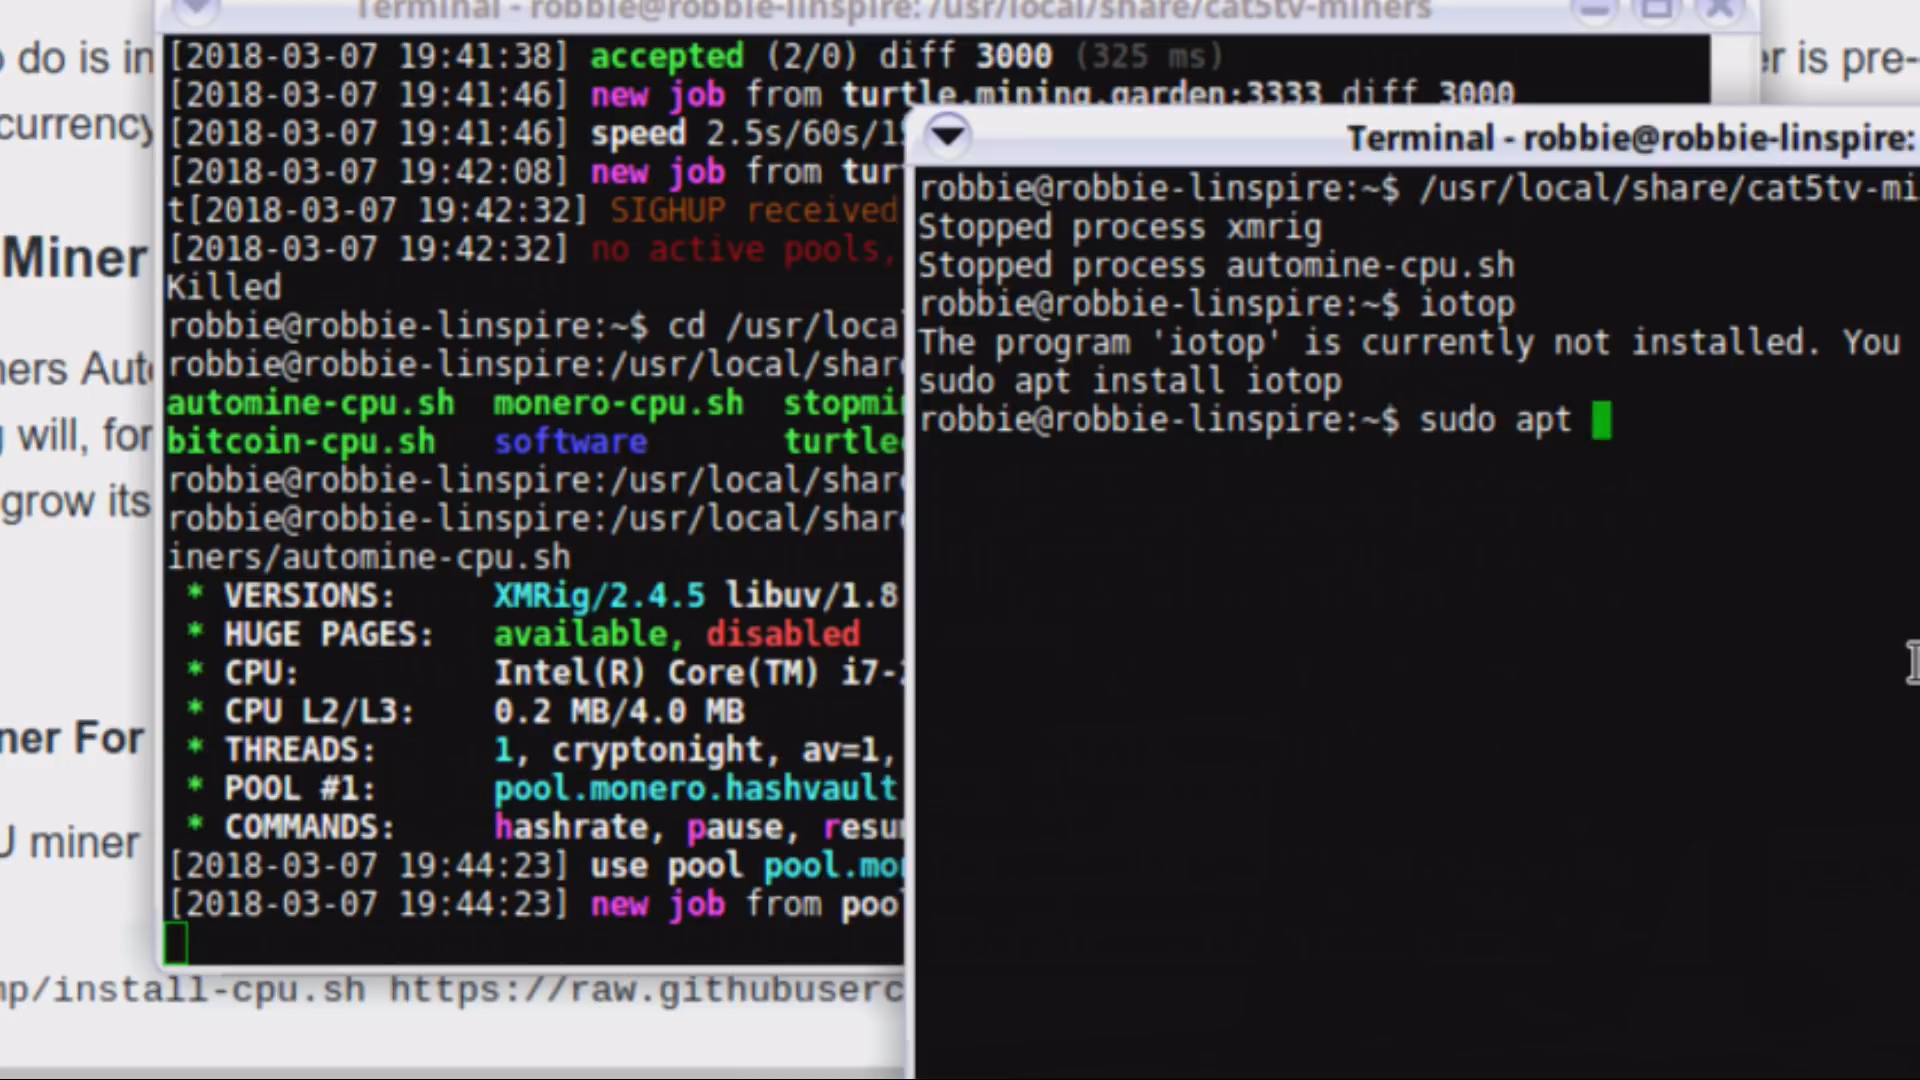 Terminal - robbie@robbie-linspire: /usr/local/share/cat5tv-miners
do is in
er is pre-
currency
Miner
ners Auto
will, for
grow its
ner For
U miner
mp/install-cpu.sh https://raw.githubuserc
[2018-03-07 19:41:38] accepted (2/0) diff 3000 (325 ms)
[2018-03-07 19:41:46] new job from turtle.mining.garden:3333 diff 3000
[2018-03-07 19:41:46] speed 2.5s/60s/1
[2018-03-07 19:42:08] new job from tur
t[2018-03-07 19:42:32] SIGHUP received
[2018-03-07 19:42:32] no active pools,
Killed
robbie@robbie-linspire:~$ cd /usr/loca
robbie@robbie-linspire:/usr/local/shar
automine-cpu.sh monero-cpu.sh stopmi
bitcoin-cpu.sh software turtle
robbie@robbie-linspire:/usr/local/shar
robbie@robbie-linspire:/usr/local/shar
iners/automine-cpu.sh
* VERSIONS: XMRig/2.4.5 libuv/1.8
* HUGE PAGES: available, disabled
* CPU: Intel(R) Core(TM) i7-
* CPU L2/L3: 0.2 MB/4.0 MB
* THREADS: 1, cryptonight, av=1,
* POOL #1: pool.monero.hashvault
* COMMANDS: hashrate, pause, resu
[2018-03-07 19:44:23] use pool pool.mo
[2018-03-07 19:44:23] new job from poo
Terminal - robbie@robbie-linspire:
robbie@robbie-linspire:~$ /usr/local/share/cat5tv-mi
Stopped process xmrig
Stopped process automine-cpu.sh
robbie@robbie-linspire:~$ iotop
The program 'iotop' is currently not installed. You
sudo apt install iotop
robbie@robbie-linspire:~$ sudo apt